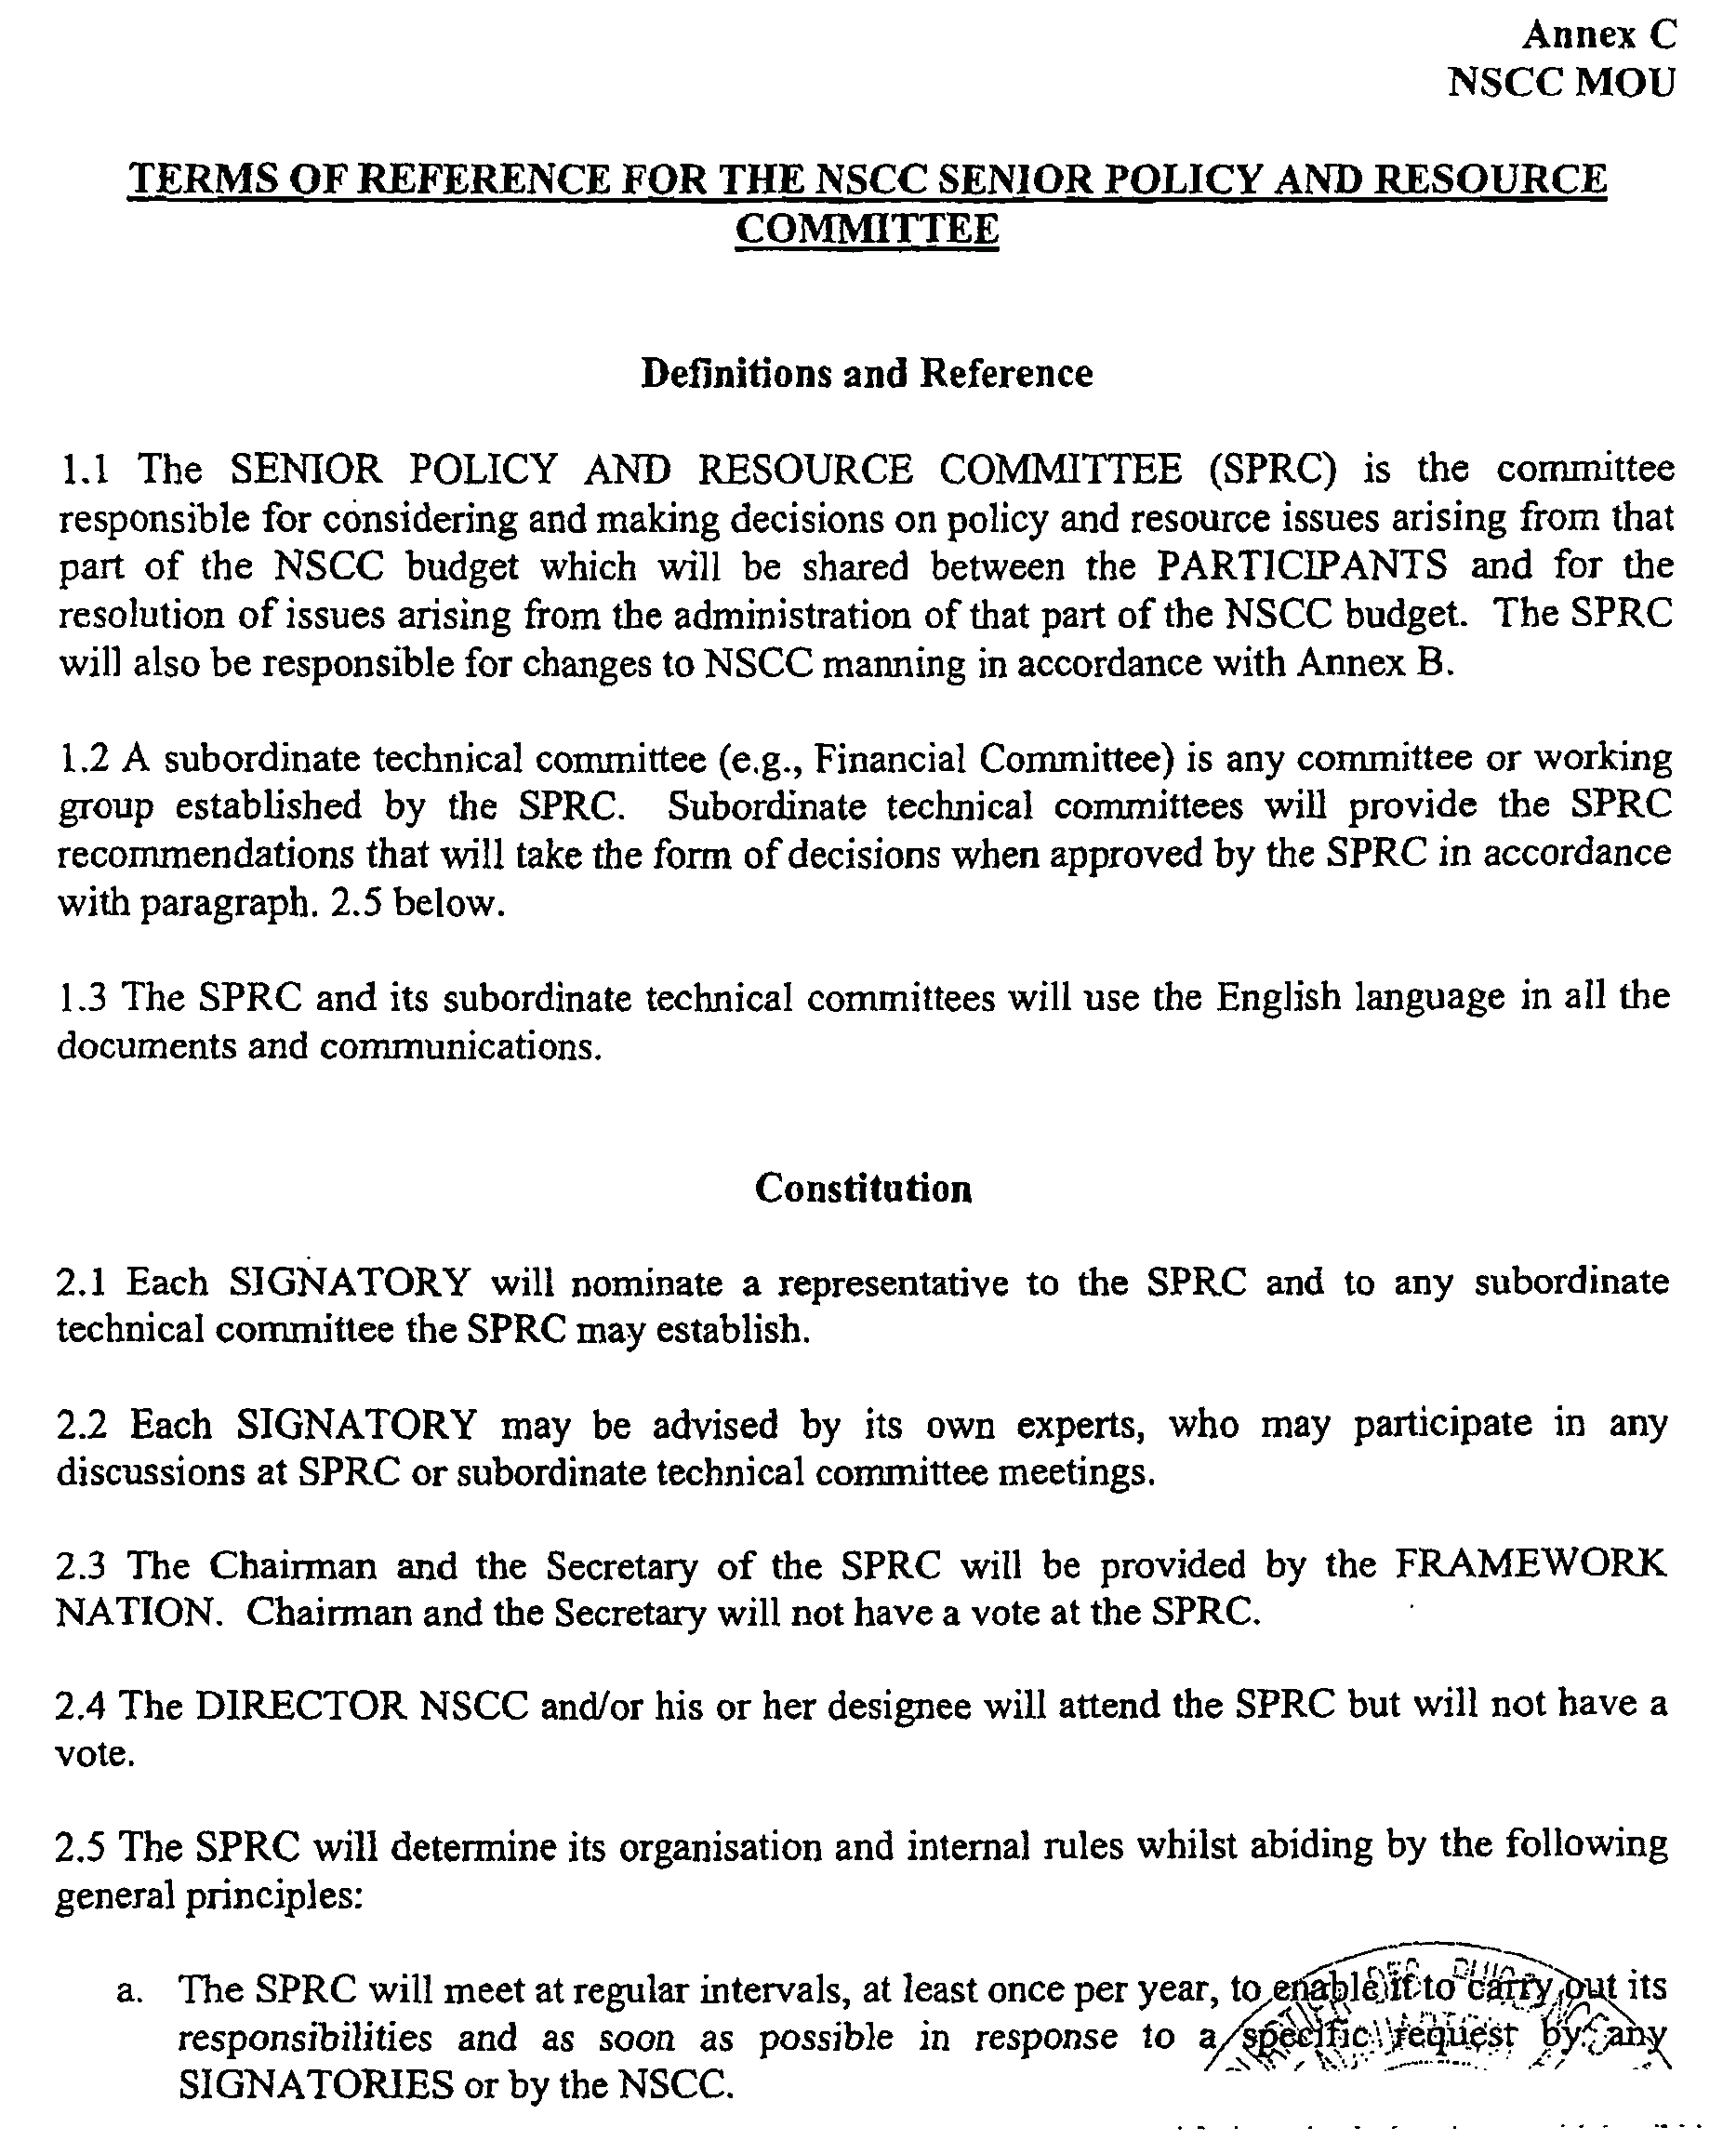 Annex C
NSCC MOU
TERMS OF REFERENCE FOR THE NSCC SENIOR POLICY AND RESOURCE
COMMITTEE
Definitions and Reference
1.1 The SENIOR POLICY AND RESOURCE COMMITTEE (SPRC) is the committee
responsible for considering and making decisions on policy and resource issues arising from that
part of the NSCC budget which will be shared between the PARTICIPANTS and for the
resolution of issues arising from the administration of that part of the NSCC budget. The SPRC
will also be responsible for changes to NSCC manning in accordance with Annex B.
1.2 A subordinate technical committee (e.g., Financial Committee) is any committee or working
group established by the SPRC. Subordinate technical committees will provide the SPRC
recommendations that will take the form of decisions when approved by the SPRC in accordance
with paragraph. 2.5 below.
1.3 The SPRC and its subordinate technical committees will use the English language in all the
documents and communications.
Constitution
2.1 Each SIGNATORY will nominate a representative to the SPRC and to any subordinate
technical committee the SPRC may establish.
2.2 Each SIGNATORY may be advised by its own experts, who may participate in any
discussions at SPRC or subordinate technical committee meetings.
2.3 The Chairman and the Secretary of the SPRC will be provided by the FRAMEWORK
NATION. Chairman and the Secretary will not have a vote at the SPRC.
2.4 The DIRECTOR NSCC and/or his or her designee will attend the SPRC but will not have a
vote.
2.5 The SPRC will determine its organisation and internal rules whilst abiding by the following
general principles:
a. The SPRC will meet at regular intervals, at least once per year, to enable it to carry out its
responsibilities and as soon as possible in response to a specific request by any
SIGNATORIES or by the NSCC.